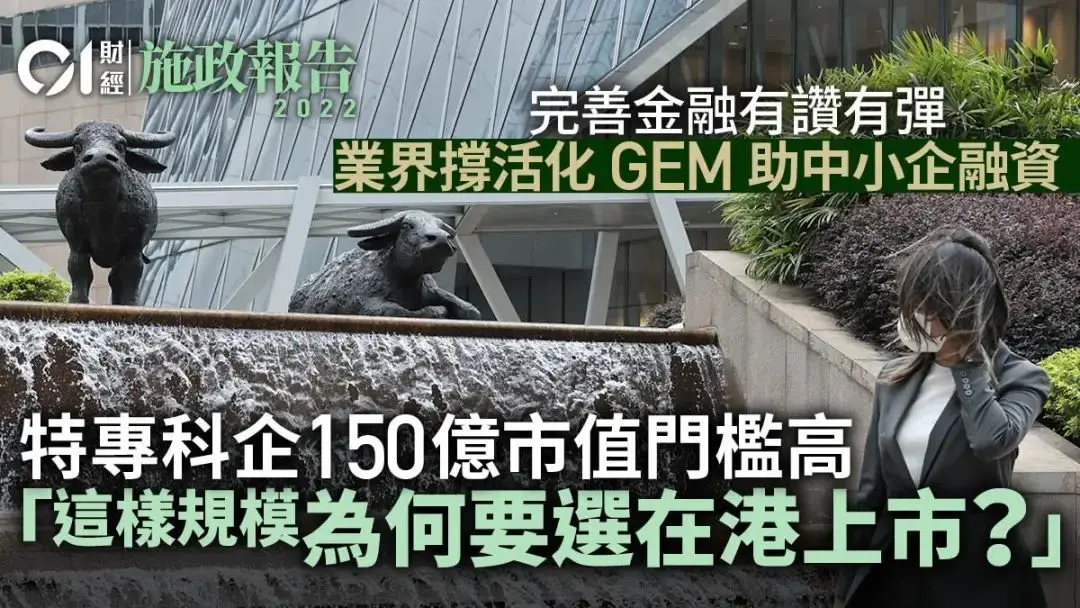 01 財經 施政報告
2022
完善金融有讚有彈
業界撐活化 GEM 助中小企融資
特專科企150億市值門檻高
「這樣規模為何要選在港上市？」